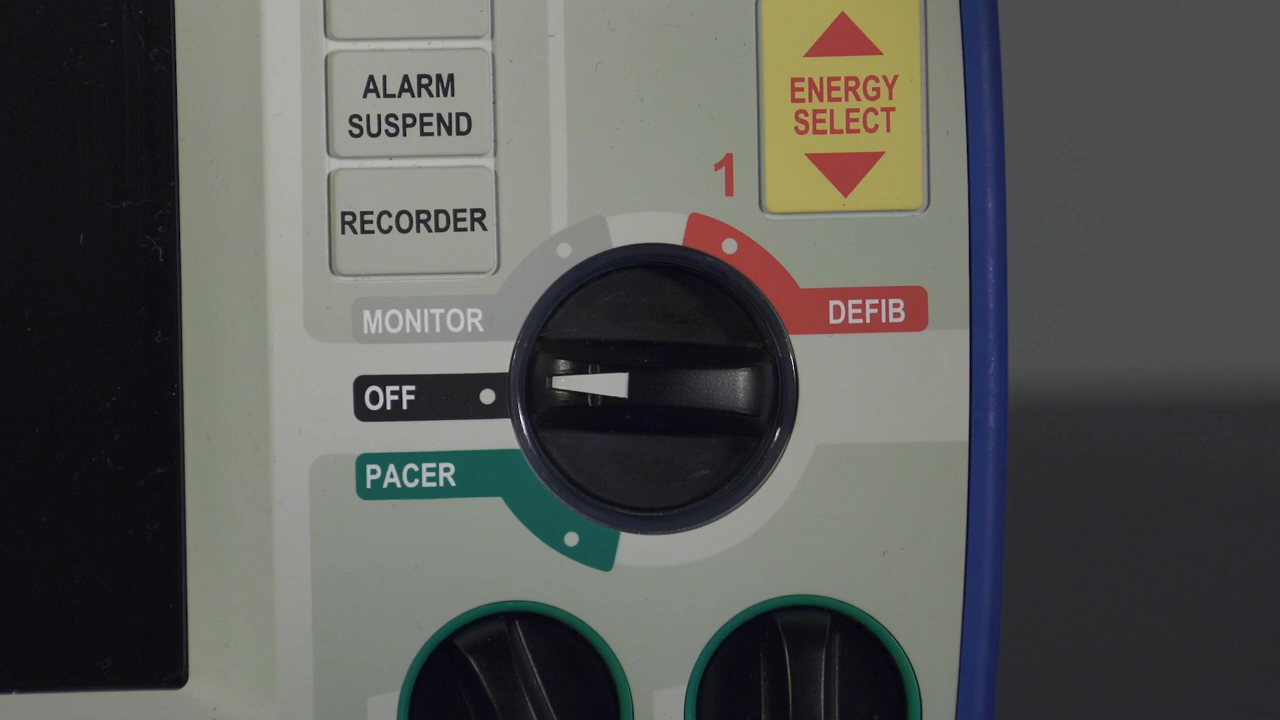 ALARM
SUSPEND
RECORDER
ENERGY
SELECT
1
MONITOR
DEFIB
OFF
PACER